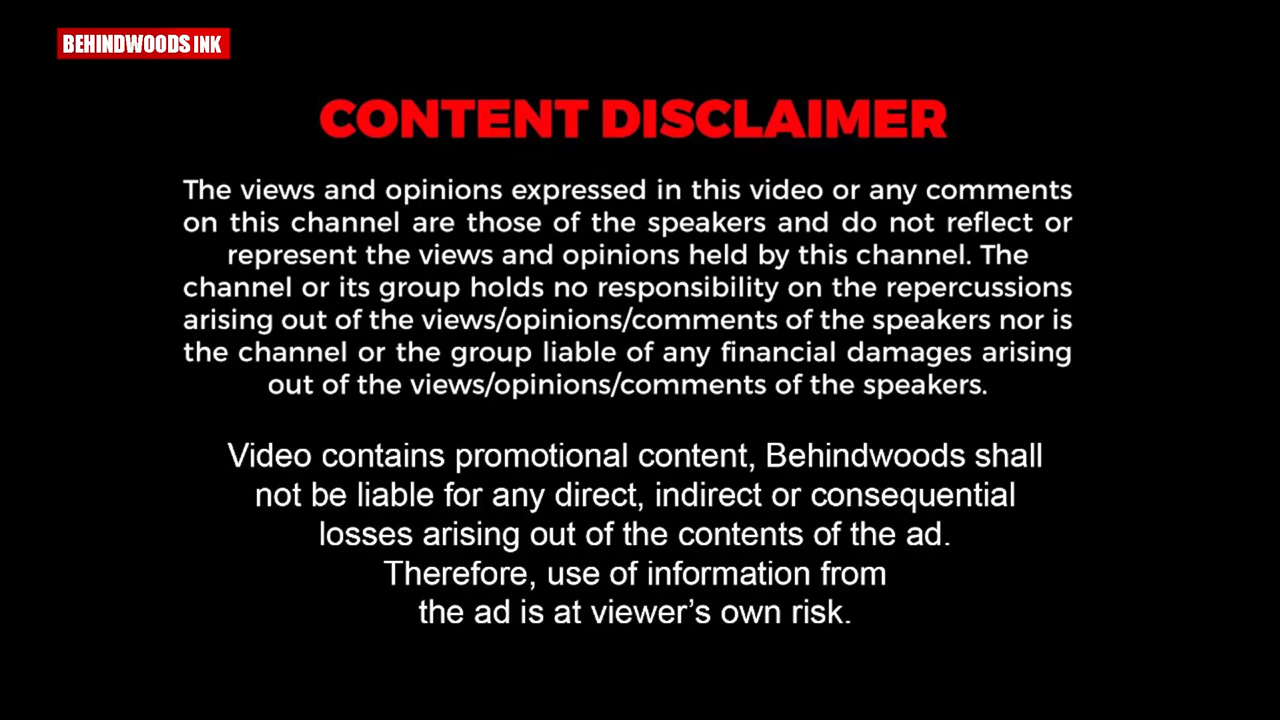 BEHINDWOODS INK
CONTENT DISCLAIMER
The views and opinions expressed in this video or any comments
on this channel are those of the speakers and do not reflect or
represent the views and opinions held by this channel. The
channel or its group holds no responsibility on the repercussions
arising out of the views/opinions/comments of the speakers nor is
the channel or the group liable of any financial damages arising
out of the views/opinions/comments of the speakers.
Video contains promotional content, Behindwoods shall
not be liable for any direct, indirect or consequential
losses arising out of the contents of the ad.
Therefore, use of information from
the ad is at viewer’s own risk.